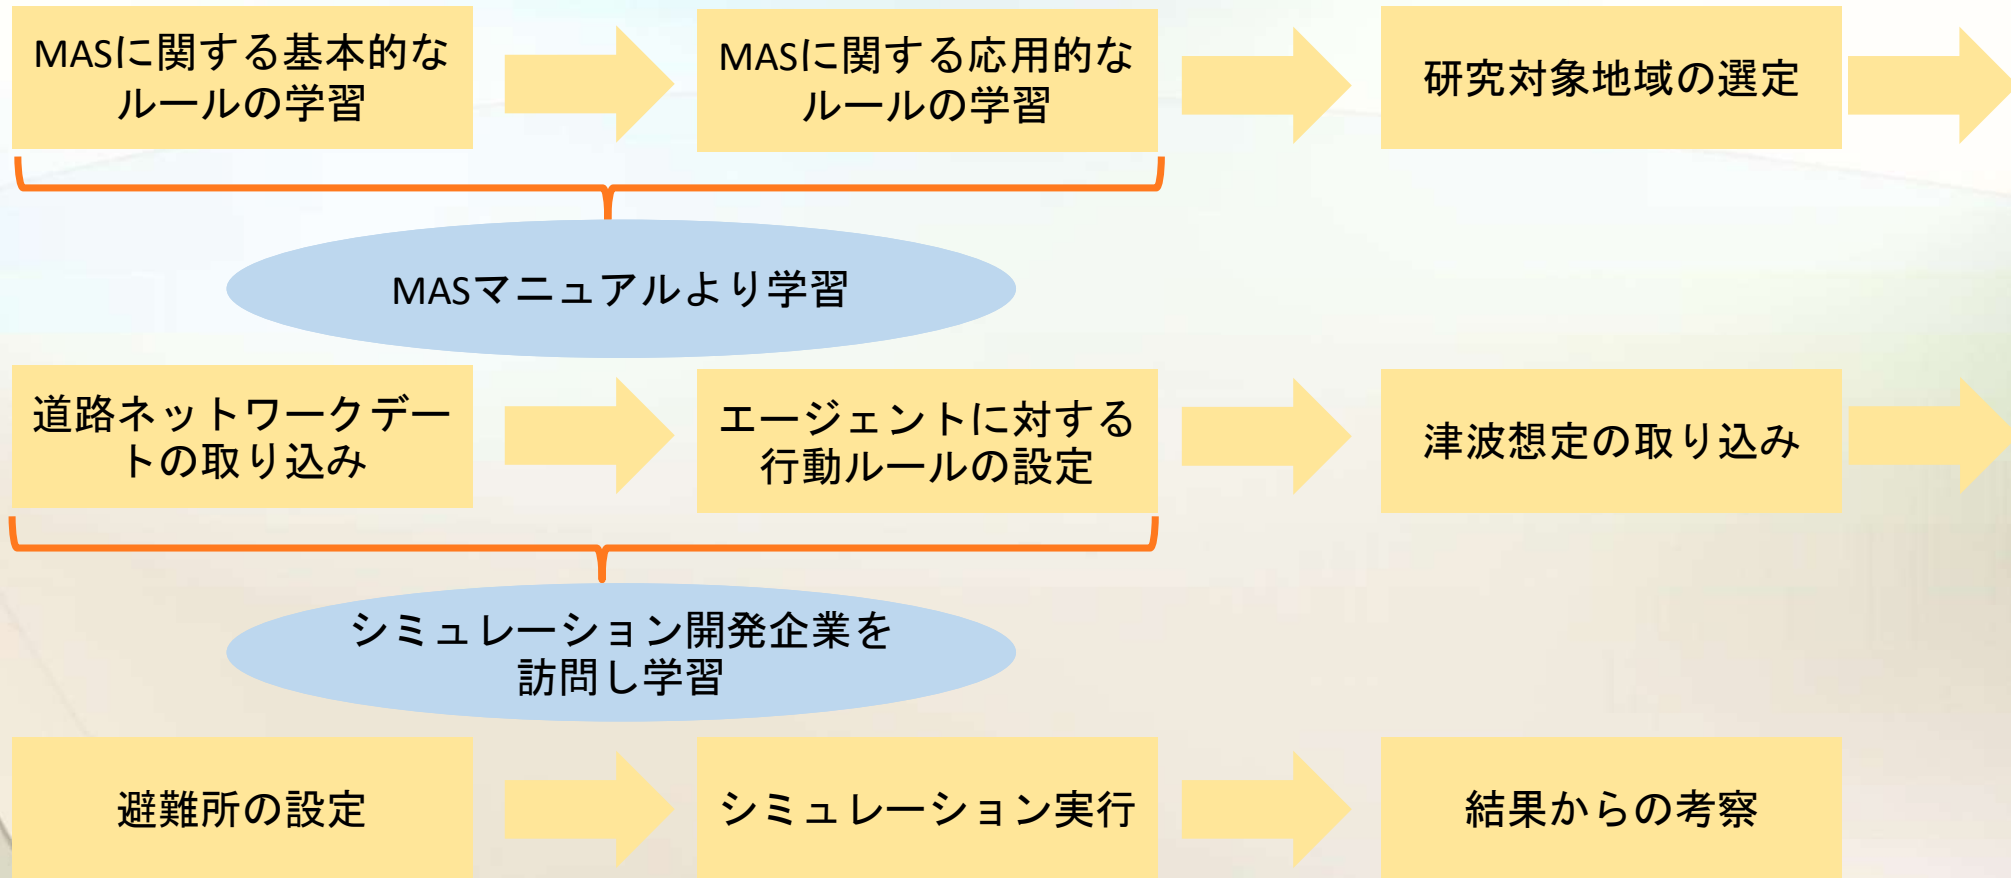 MASに関する基本的な
ルールの学習
MASに関する応用的な
ルールの学習
研究対象地域の選定
MASマニュアルより学習
道路ネットワークデー
トの取り込み
エージェントに対する
行動ルールの設定
津波想定の取り込み
シミュレーション開発企業を
訪問し学習
避難所の設定
シミュレーション実行
結果からの考察